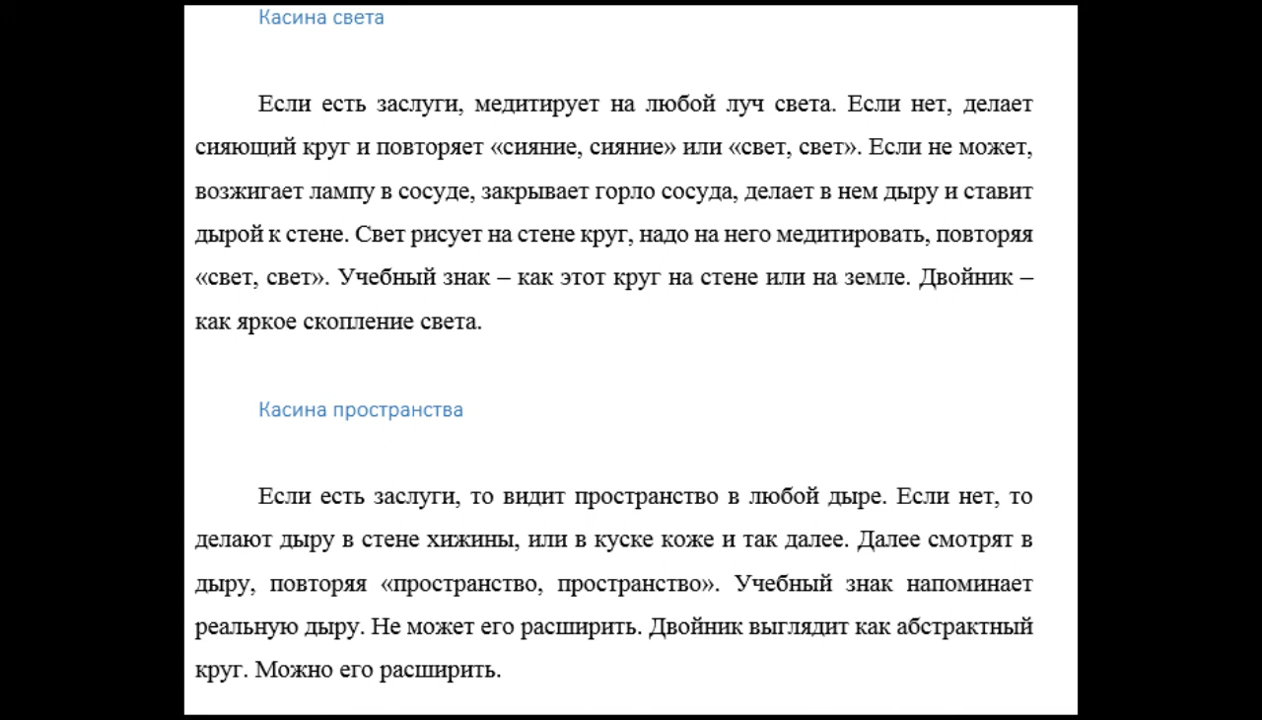 Касина света
Если есть заслуги, медитирует на любой луч света. Если нет, делает
сияющий круг и повторяет «сияние, сияние» или «свет, свет». Если не может,
возжигает лампу в сосуде, закрывает горло сосуда, делает в нем дыру и ставит
дырой к стене. Свет рисует на стене круг, надо на него медитировать, повторяя
«свет, свет». Учебный знак – как этот круг на стене или на земле. Двойник –
как яркое скопление света.
Касина пространства
Если есть заслуги, то видит пространство в любой дыре. Если нет, то
делают дыру в стене хижины, или в куске коже и так далее. Далее смотрят в
дыру, повторяя «пространство, пространство». Учебный знак напоминает
реальную дыру. Не может его расширить. Двойник выглядит как абстрактный
круг. Можно его расширить.